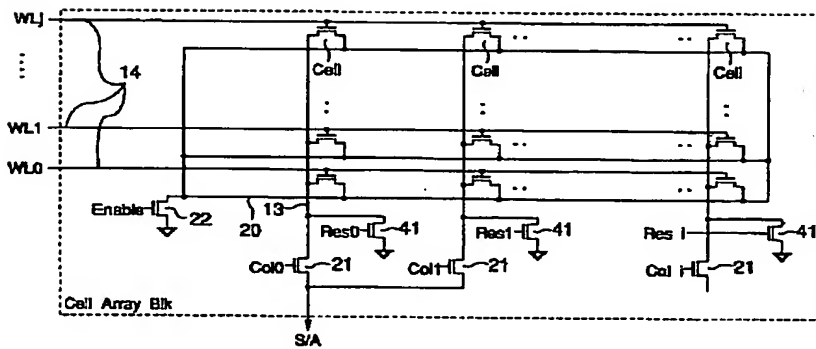 WLj
Cell Cell Cell
14
WL1
WL0
Enable 22 20 13 Res0 41 Res1 41 Res i 41
Col0 21 Col1 21 Col i 21
Cell Array Blk
S/A